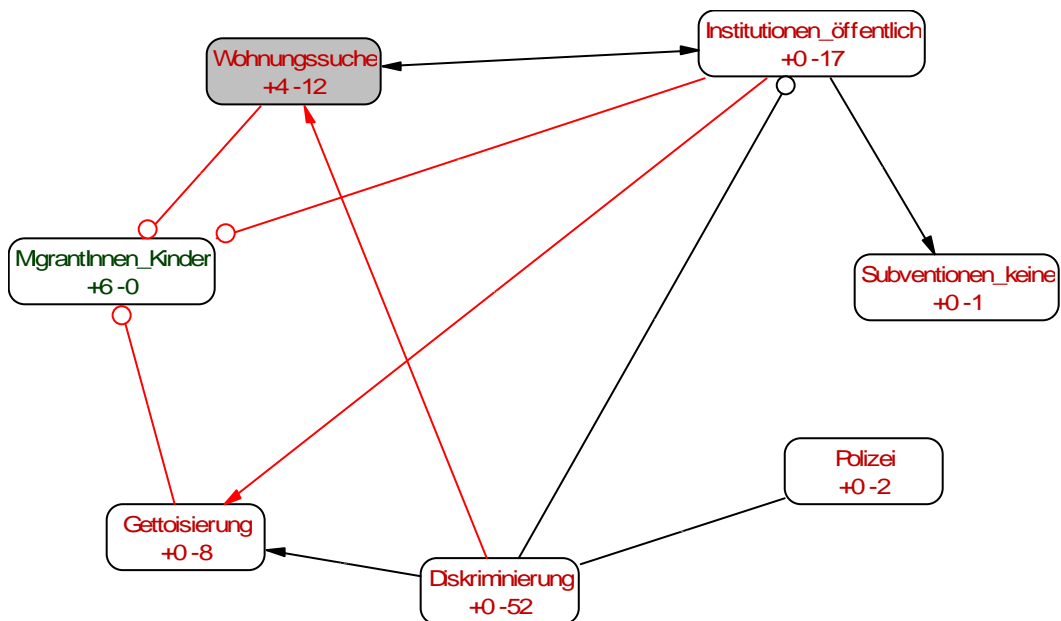 Institutionen_öffentlich
+0 -17
Wohnungssuche
+4 -12
MigrantInnen_Kinder
+6 -0
Subventionen_keine
+0 -1
Polizei
+0 -2
Gettoisierung
+0 -8
Diskriminierung
+0 -52